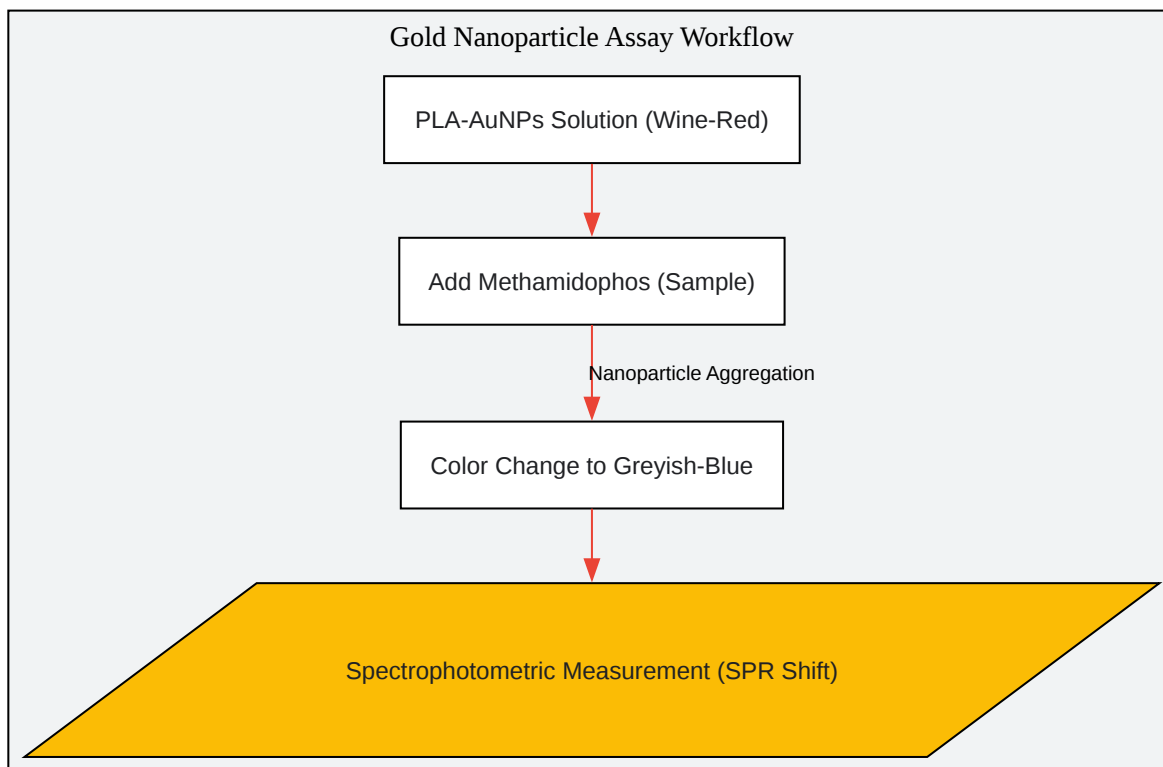 Gold Nanoparticle Assay Workflow
PLA-AuNPs Solution (Wine-Red)
Add Methamidophos (Sample)
Nanoparticle Aggregation
Color Change to Greyish-Blue
Spectrophotometric Measurement (SPR Shift)